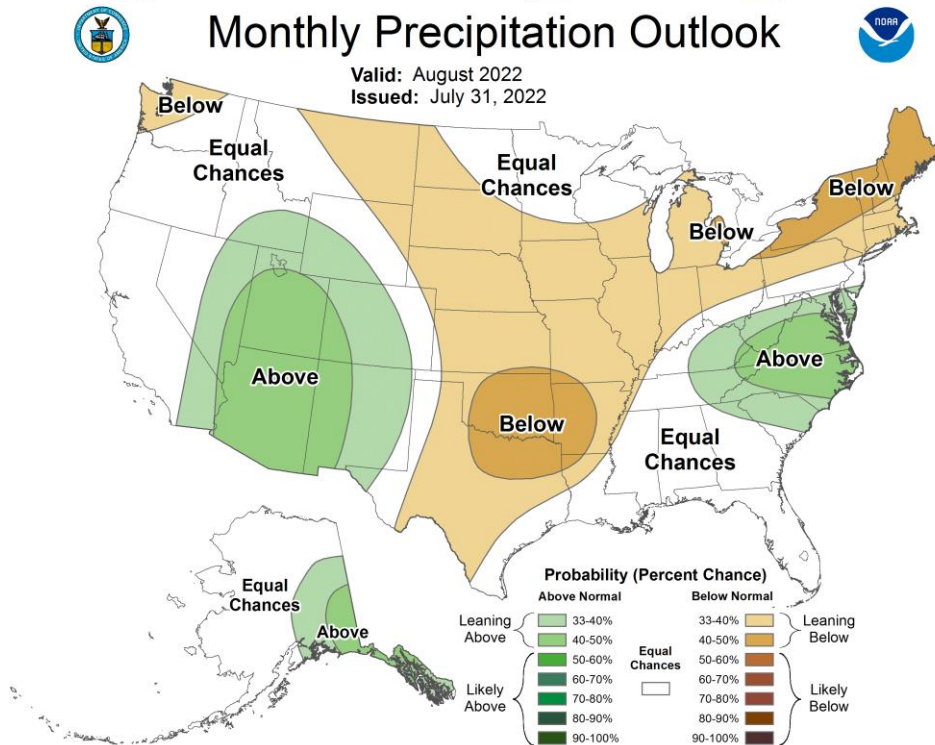 Monthly Precipitation Outlook
NOAA
Valid: August 2022
Issued: July 31, 2022
Below
Equal
Chances
Equal
Chances
Below
Below
Above
Above
Below
Equal
Chances
Equal
Chances
Above
Probability (Percent Chance)
Above Normal
Below Normal
Leaning
Above
33-40%
40-50%
Likely
Above
50-60%
60-70%
70-80%
80-90%
90-100%
Equal
Chances
33-40%
40-50%
Leaning
Below
50-60%
60-70%
70-80%
80-90%
90-100%
Likely
Below